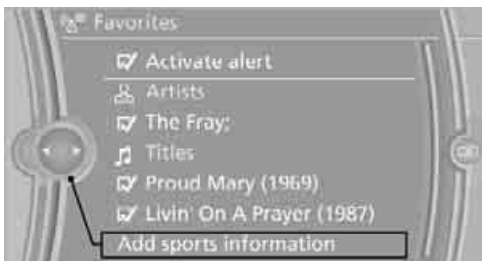 Favorites
Activate alert
Artists
The Fray;
Titles
Proud Mary (1969)
Livin' On A Prayer (1987)
Add sports information